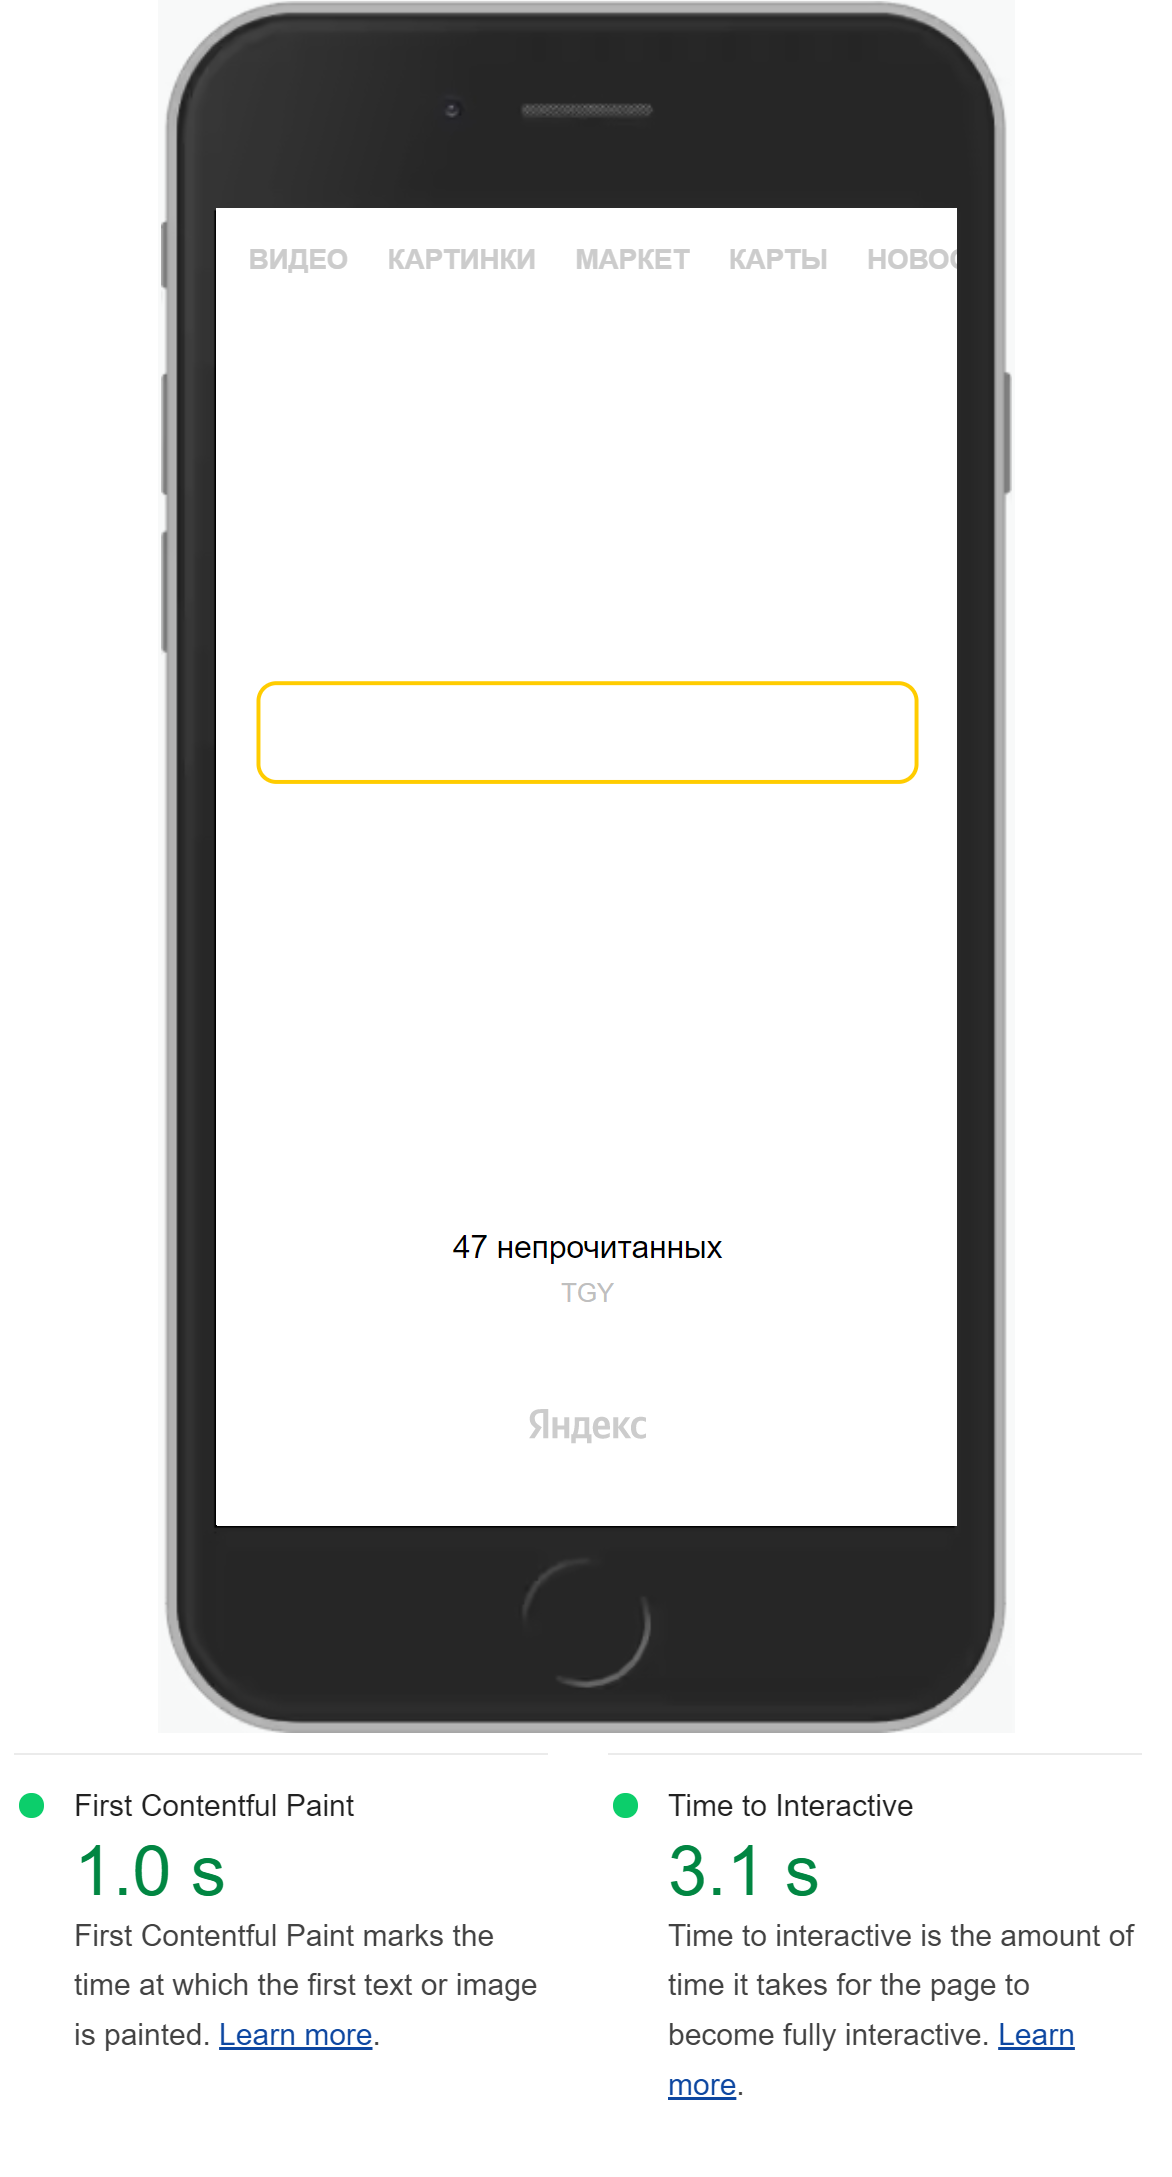 ВИДЕО КАРТИНКИ МАРКЕТ КАРТЫ НОВОС
47 непрочитанных
TGY
Яндекс
First Contentful Paint
1.0 s
First Contentful Paint marks the
time at which the first text or image
is painted. Learn more.
Time to Interactive
3.1 s
Time to interactive is the amount of
time it takes for the page to
become fully interactive. Learn
more.